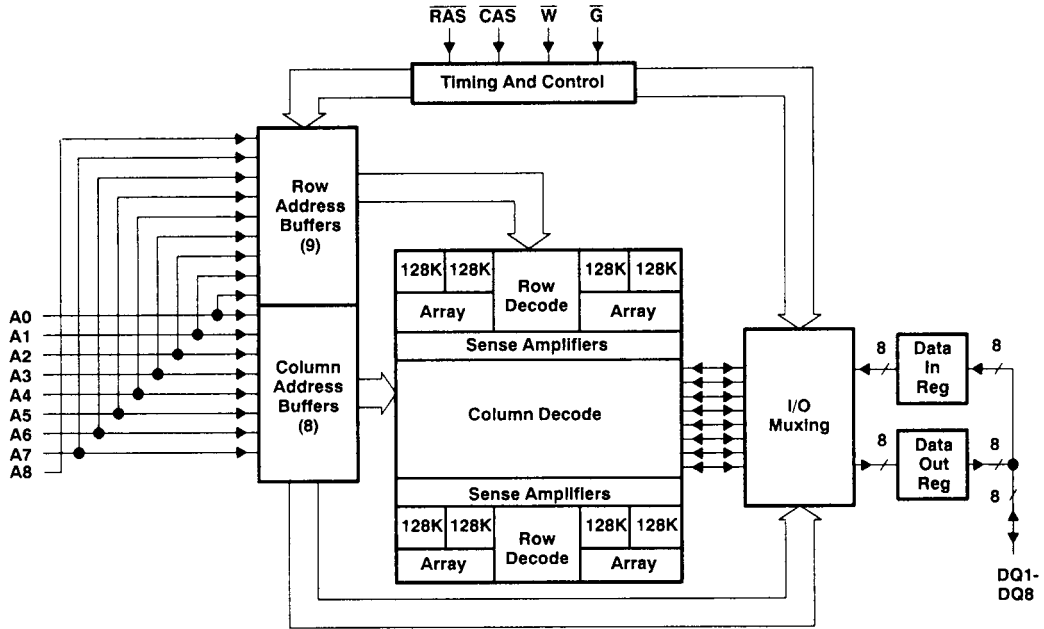 R̅A̅S̅ C̅A̅S̅ W̅ G̅
Timing And Control
Row
Address
Buffers
(9)
128K 128K
Row
Decode
128K 128K
Array
Array
Sense Amplifiers
A0
A1
A2
A3
A4
A5
A6
A7
A8
Column
Address
Buffers
(8)
Column Decode
I/O
Muxing
8
Data
In
Reg
8
8
Data
Out
Reg
8
8
Sense Amplifiers
128K 128K
Row
Decode
128K 128K
Array
Array
DQ1-
DQ8